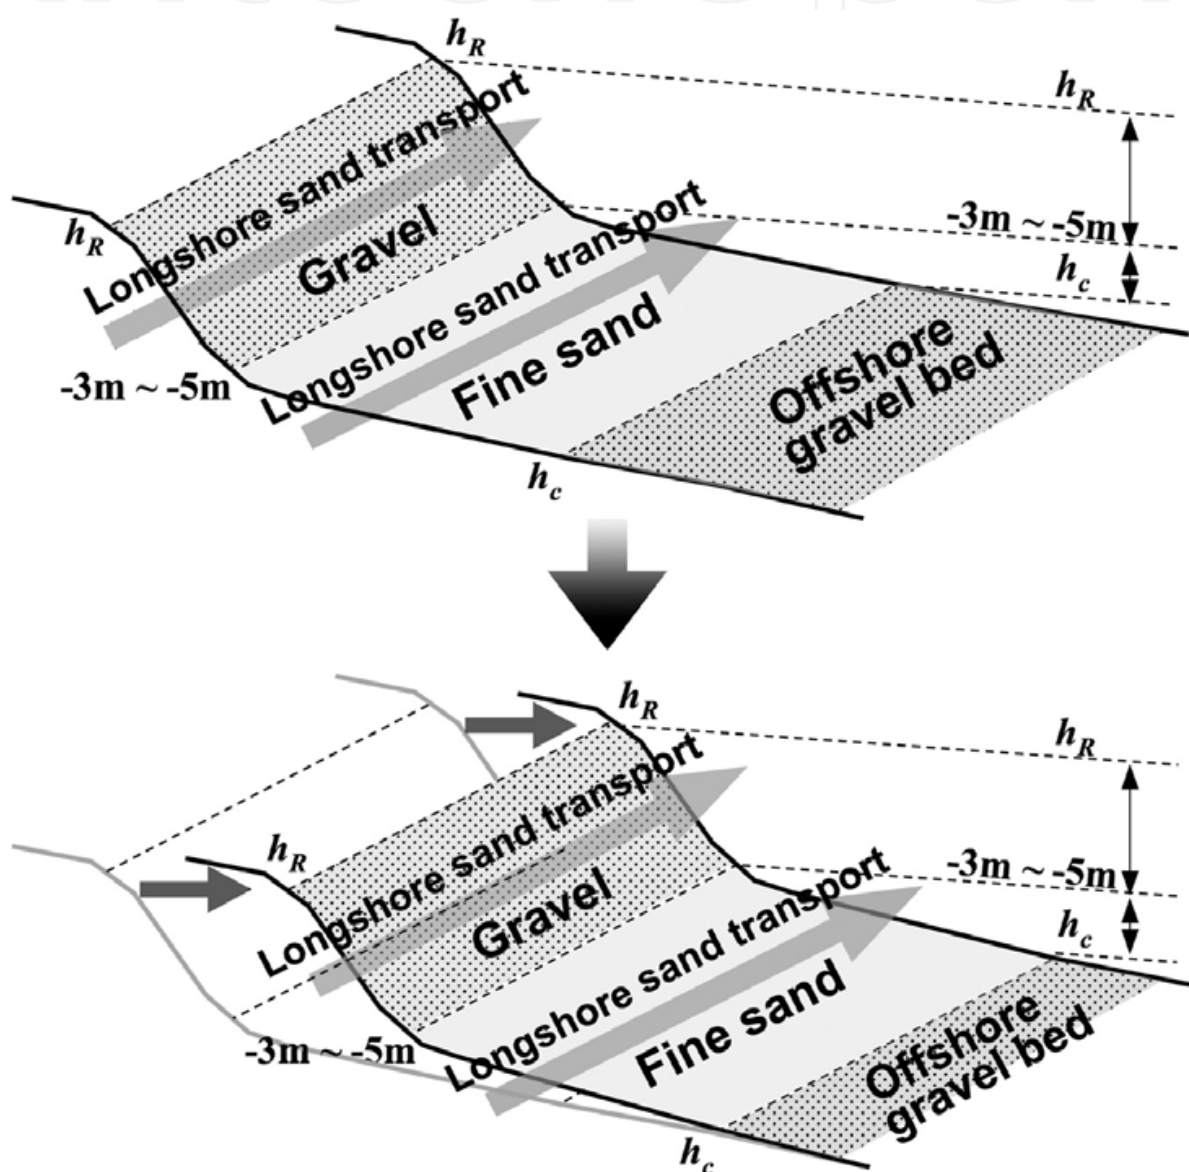 h_R
h_R
Longshore sand transport
Gravel
h_R
-3m ~ -5m
Longshore sand transport
h_c
Fine sand
-3m ~ -5m
Offshore
gravel bed
h_c
h_R
h_R
Longshore sand transport
h_R
Gravel
-3m ~ -5m
Longshore sand transport
h_c
Fine sand
-3m ~ -5m
Offshore
gravel bed
h_c